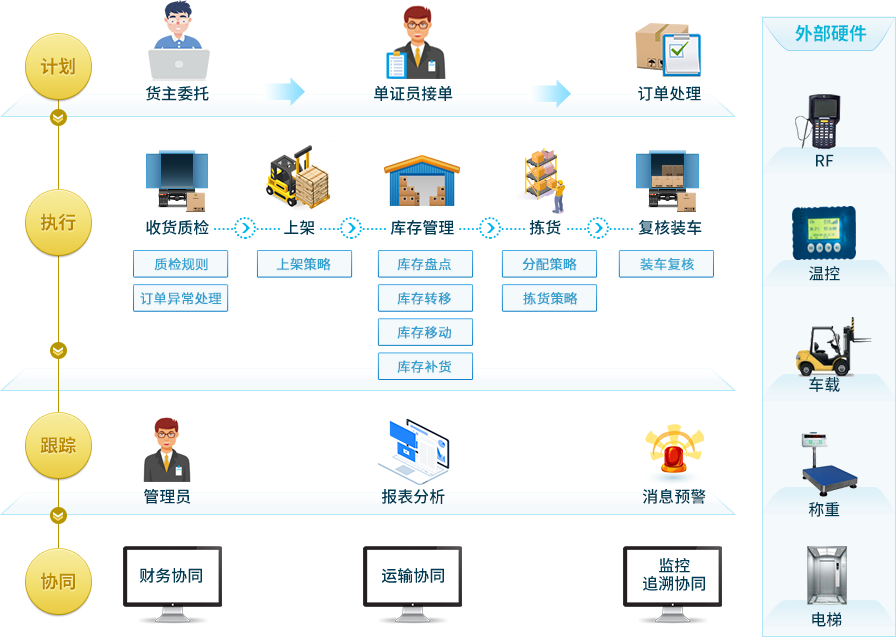 计划
货主委托
单证员接单
订单处理
执行
收货质检
上架
库存管理
拣货
复核装车
质检规则
上架策略
库存盘点
分配策略
装车复核
订单异常处理
库存转移
拣货策略
库存移动
库存补货
跟踪
管理员
报表分析
消息预警
协同
财务协同
运输协同
监控
追溯协同
外部硬件
RF
温控
车载
称重
电梯